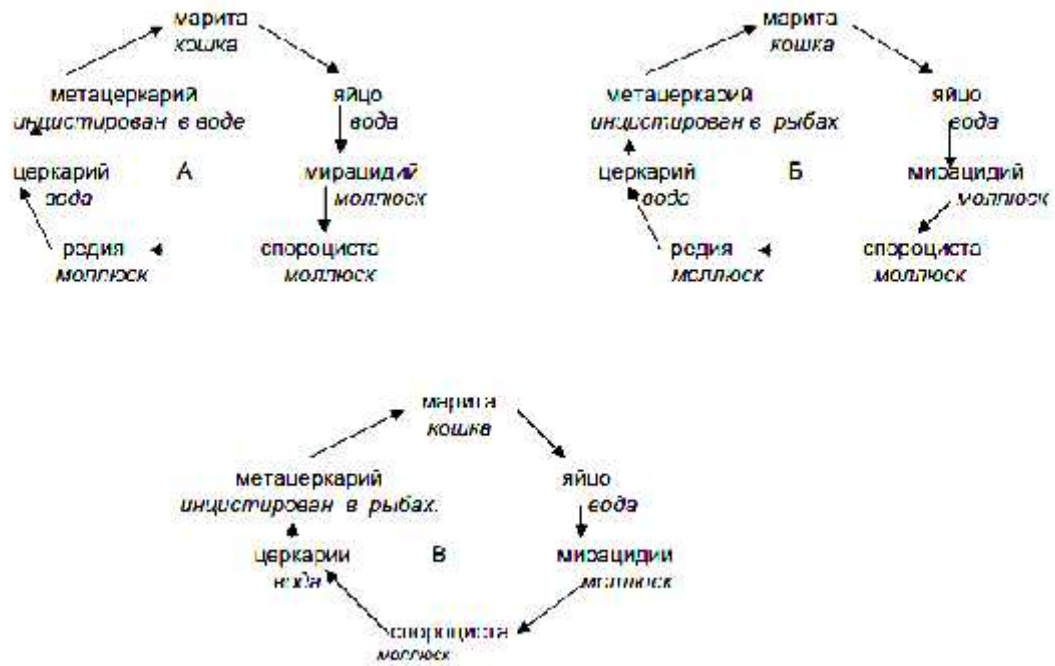 марита
кошка
метацеркарий
инцистирован в воде
яйцо
вода
церкарий
вода
А
мирацидий
моллюск
редия
моллюск
спороциста
моллюск
марита
кошка
метацеркарий
инцистирован в рыбах
яйцо
вода
церкарий
вода
Б
мирацидий
моллюск
редия
моллюск
спороциста
моллюск
марита
кошка
метацеркарий
инцистирован в рыбах.
яйцо
вода
церкарии
вода
В
мирацидии
моллюск
спороциста
моллюск